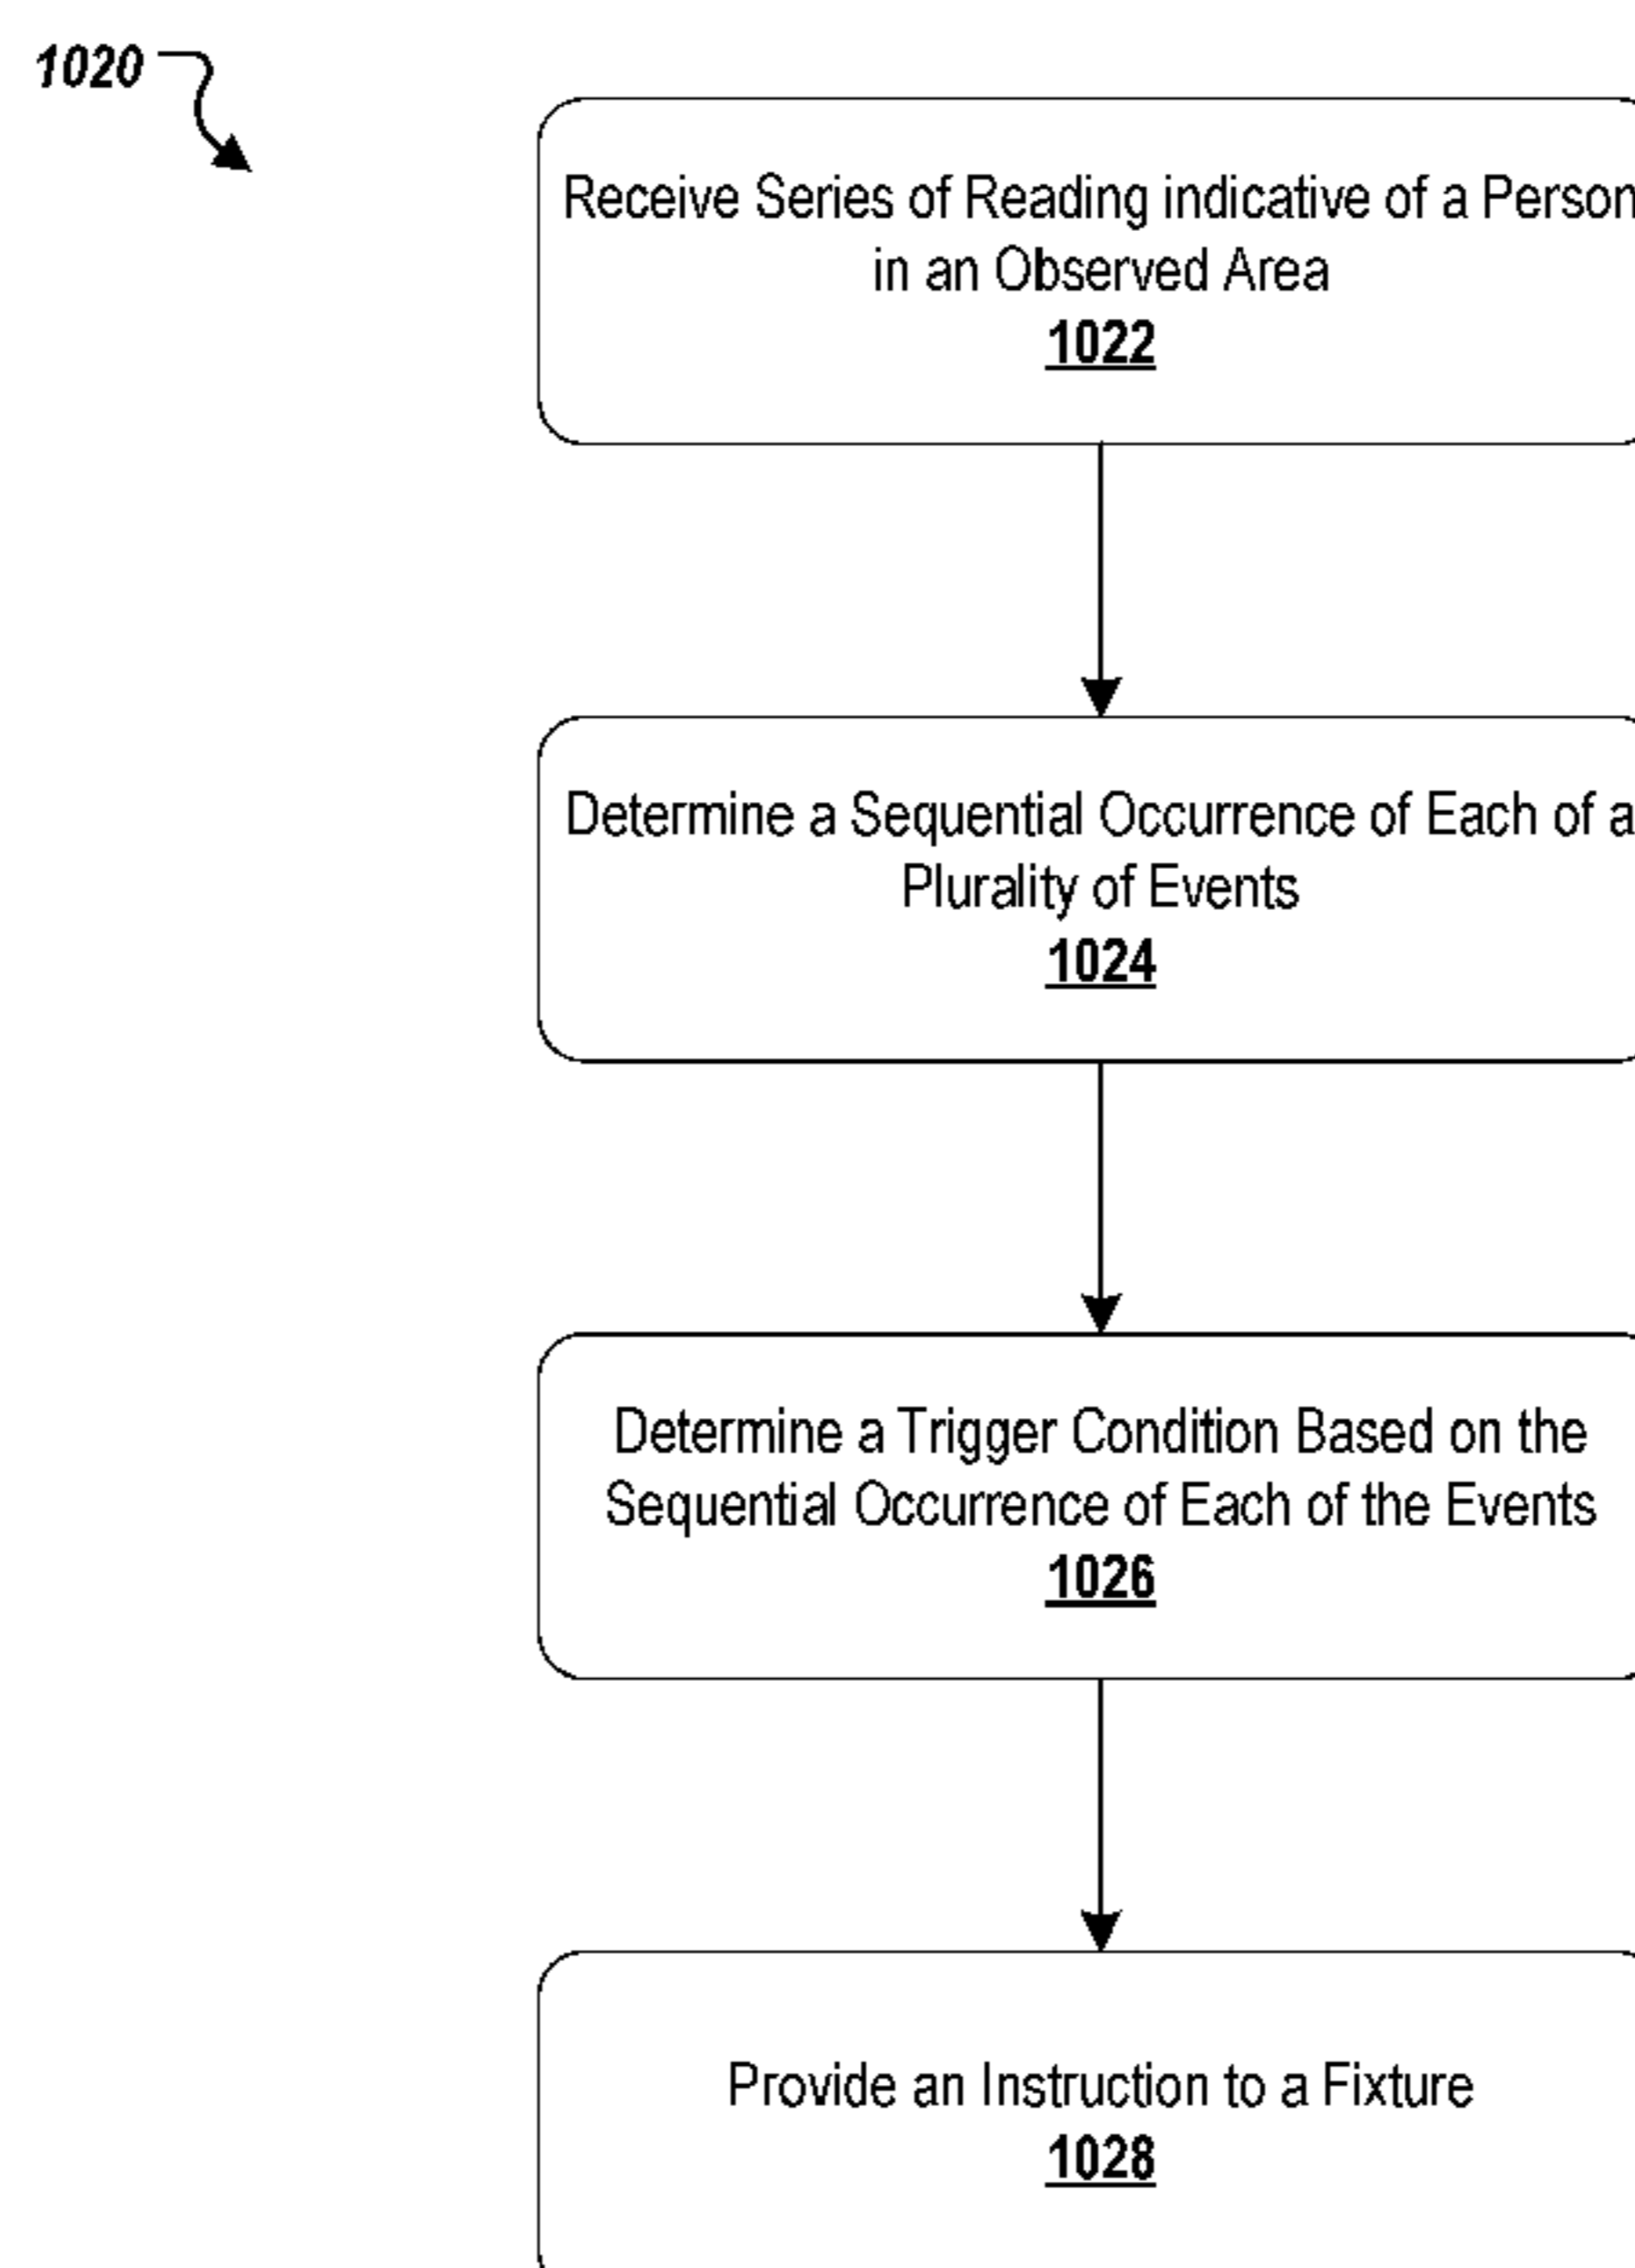 1020
Receive Series of Reading indicative of a Person
in an Observed Area
1022
Determine a Sequential Occurrence of Each of a
Plurality of Events
1024
Determine a Trigger Condition Based on the
Sequential Occurrence of Each of the Events
1026
Provide an Instruction to a Fixture
1028